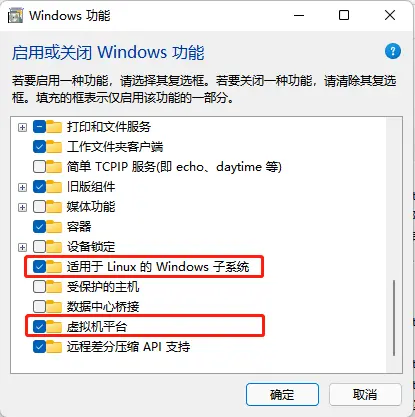 Windows 功能
启用或关闭 Windows 功能
若要启用一种功能，请选择其复选框。若要关闭一种功能，请清除其复选
框。填充的框表示仅启用该功能的一部分。
打印和文件服务
工作文件夹客户端
简单 TCPIP 服务(即 echo、daytime 等)
旧版组件
媒体功能
容器
设备锁定
适用于 Linux 的 Windows 子系统
受保护的主机
数据中心桥接
虚拟机平台
远程差分压缩 API 支持
确定
取消